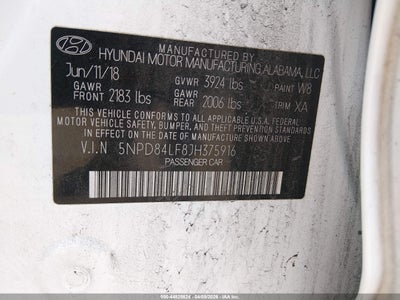 MANUFACTURED BY
HYUNDAI MOTOR MANUFACTURING ALABAMA, LLC
Jun/11/18 GVWR 3924 lbs PAINT W8
GAWR FRONT 2183 lbs GAWR REAR 2006 lbs TRIM XA
THIS VEHICLE CONFORMS TO ALL APPLICABLE U.S.
FEDERAL MOTOR VEHICLE SAFETY, BUMPER, AND
THEFT PREVENTION STANDARDS IN EFFECT ON THE
DATE OF MANUFACTURE SHOWN ABOVE.
V.I.N 5NPD84LF8JH375916
PASSENGER CAR